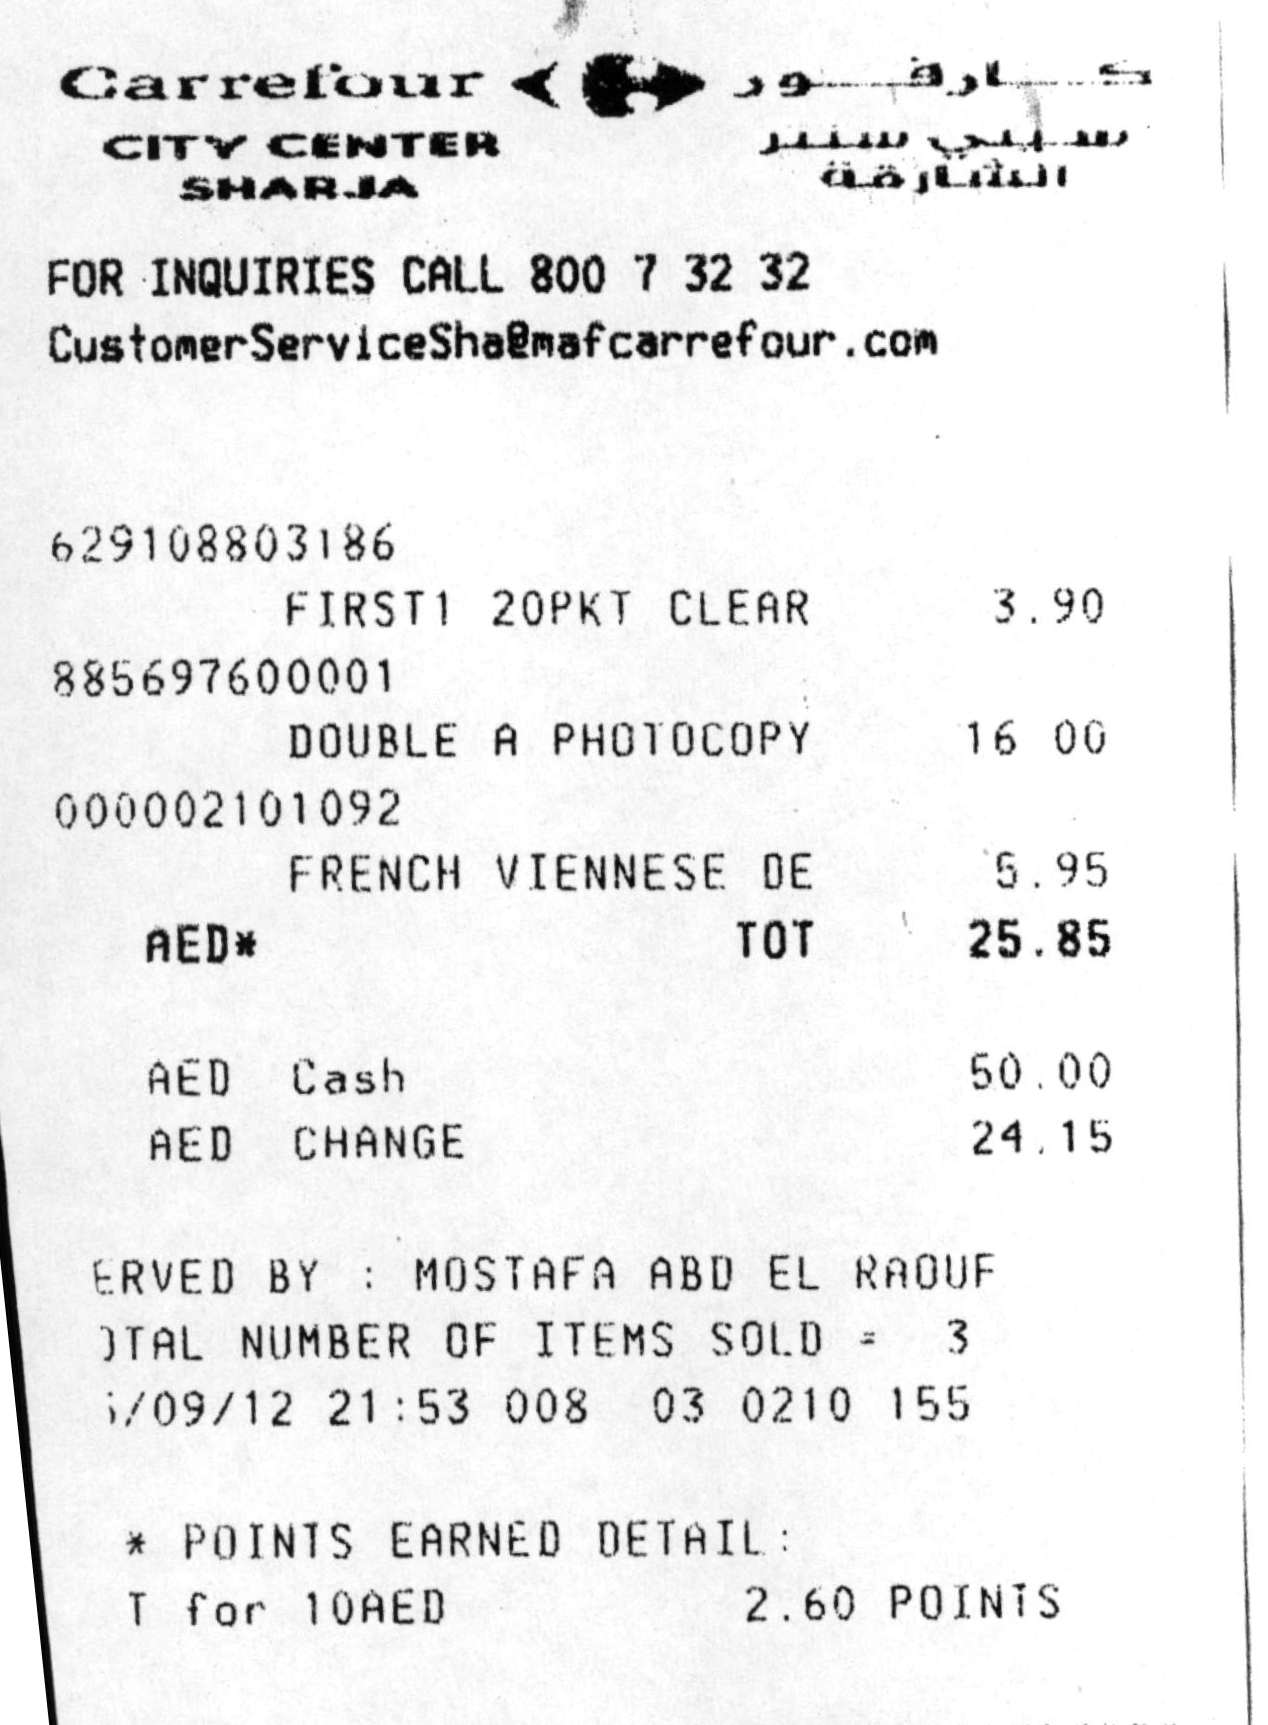 Carrefour كارفور
CITY CENTER سيتي سنتر
SHARJA الشارقة
FOR INQUIRIES CALL 800 7 32 32
CustomerServiceSha@mafcarrefour.com
629108803186
FIRST1 20PKT CLEAR 3.90
885697600001
DOUBLE A PHOTOCOPY 16 00
000002101092
FRENCH VIENNESE DE 5.95
AED* TOT 25.85
AED Cash 50.00
AED CHANGE 24.15
ERVED BY : MOSTAFA ABD EL RAOUF
OTAL NUMBER OF ITEMS SOLD = 3
/09/12 21:53 008 03 0210 155
* POINTS EARNED DETAIL:
T for 10AED 2.60 POINTS